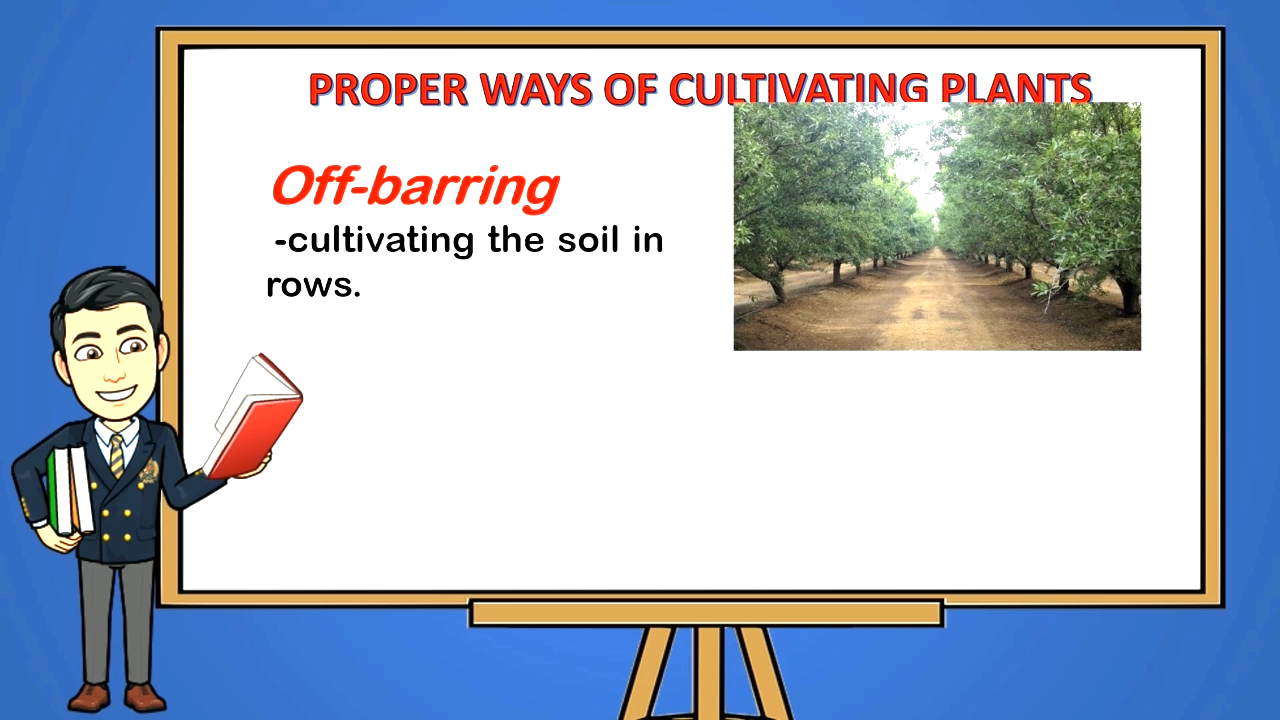 PROPER WAYS OF CULTIVATING PLANTS
Off-barring
-cultivating the soil in
rows.